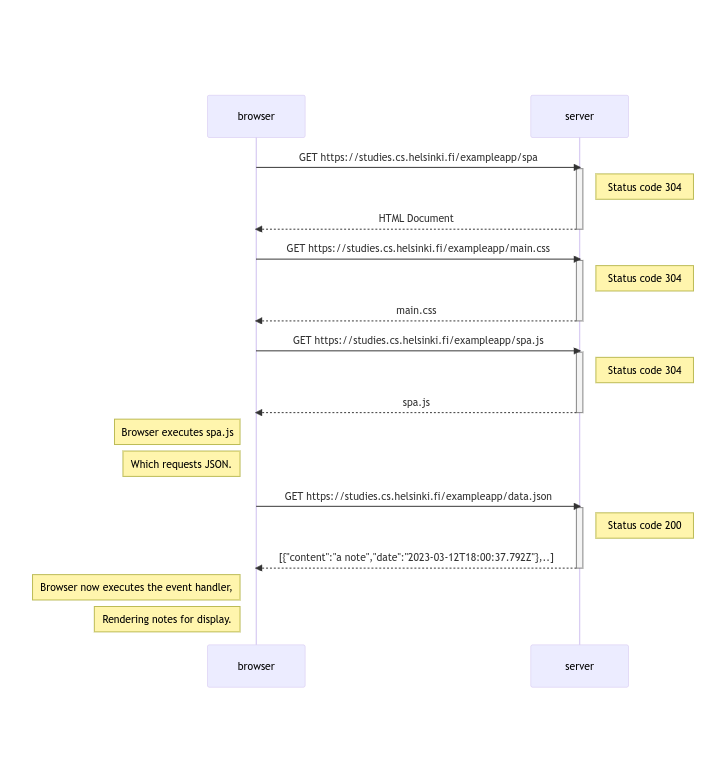 browser
server
GET https://studies.cs.helsinki.fi/exampleapp/spa
Status code 304
HTML Document
GET https://studies.cs.helsinki.fi/exampleapp/main.css
Status code 304
main.css
GET https://studies.cs.helsinki.fi/exampleapp/spa.js
Status code 304
spa.js
Browser executes spa.js
Which requests JSON.
GET https://studies.cs.helsinki.fi/exampleapp/data.json
Status code 200
[{"content":"a note","date":"2023-03-12T18:00:37.792Z"},..]
Browser now executes the event handler,
Rendering notes for display.
browser
server